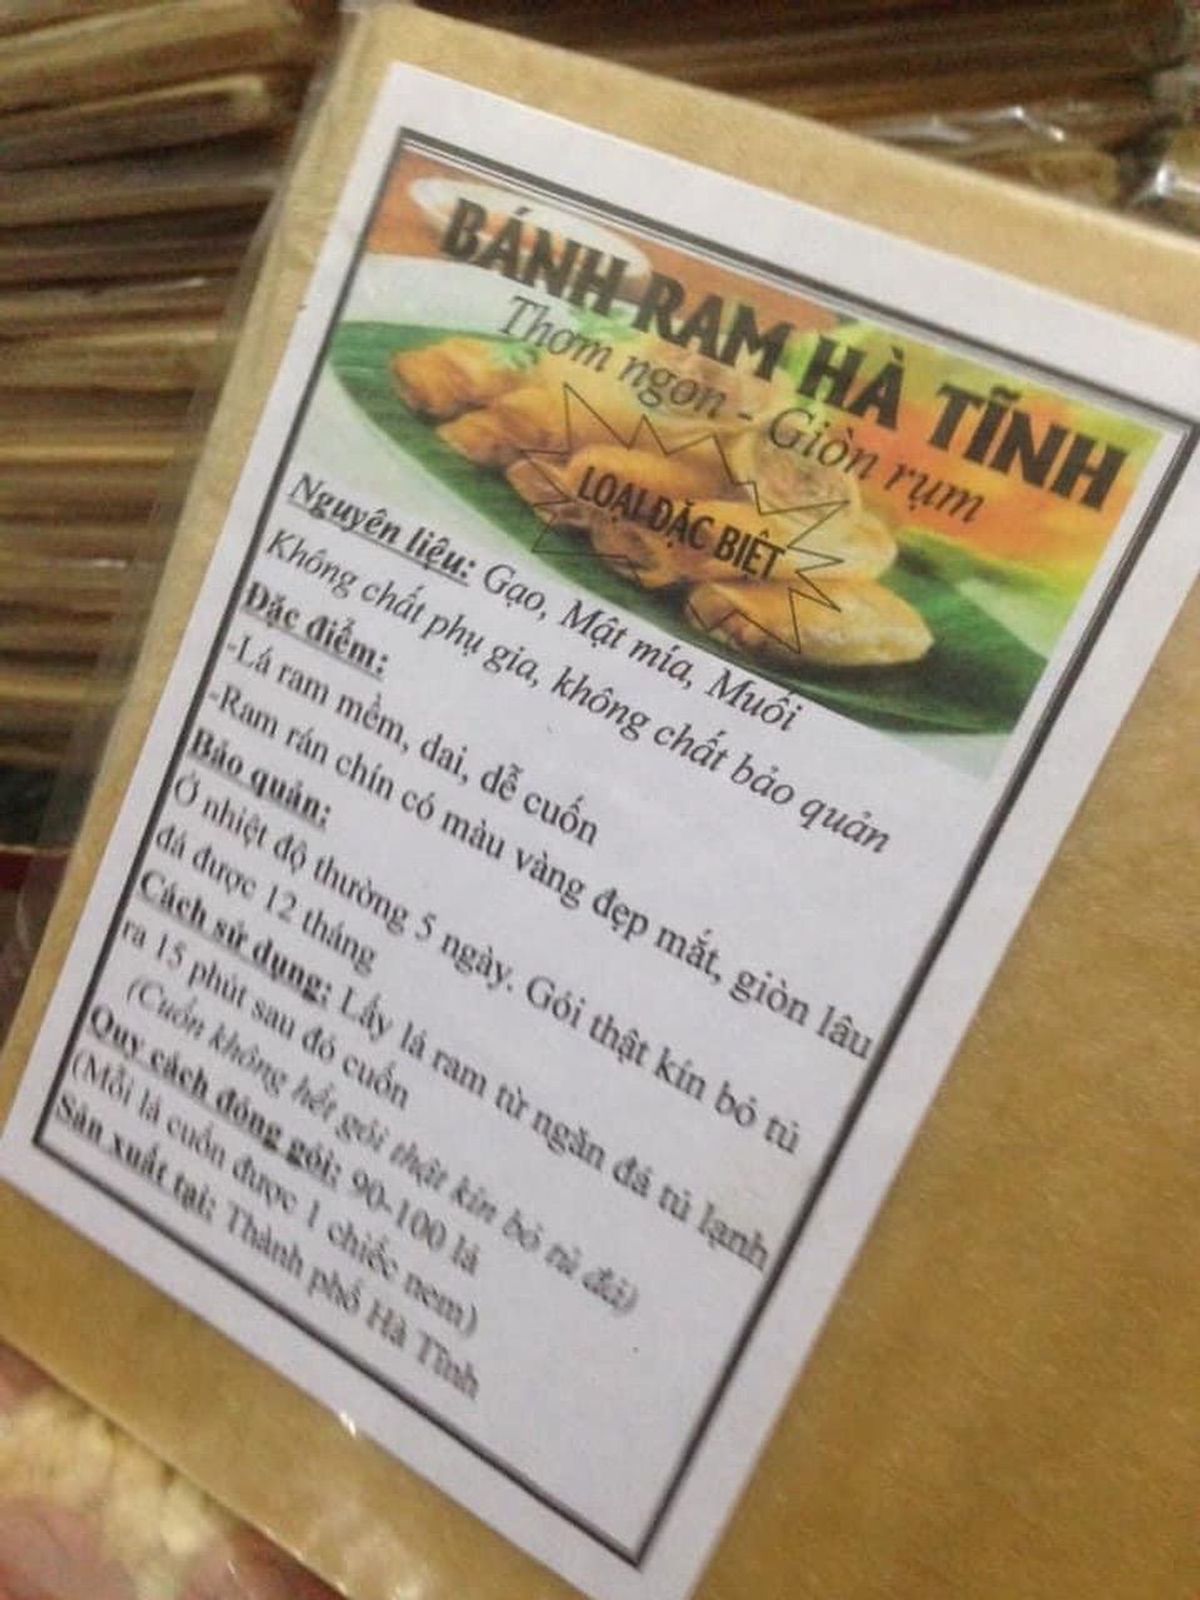 BÁNH RAM HÀ TĨNH
Thơm ngon - Giòn rụm
LOẠI ĐẶC BIỆT
Nguyên liệu: Gạo, Mật mía, Muối
Không chất phụ gia, không chất bảo quản
Đặc điểm:
-Lá ram mềm, dai, dễ cuốn
-Ram rán chín có màu vàng đẹp mắt, giòn lâu
Bảo quản:
Ở nhiệt độ thường 5 ngày. Gói thật kín bỏ tủ
đá được 12 tháng
Cách sử dụng: Lấy lá ram từ ngăn đá tủ lạnh
ra 15 phút sau đó cuốn
(Cuốn không hết gói thật kín bỏ tủ đá)
Quy cách đóng gói: 90-100 lá
(Mỗi lá cuốn được 1 chiếc nem)
Sản xuất tại: Thành phố Hà Tĩnh